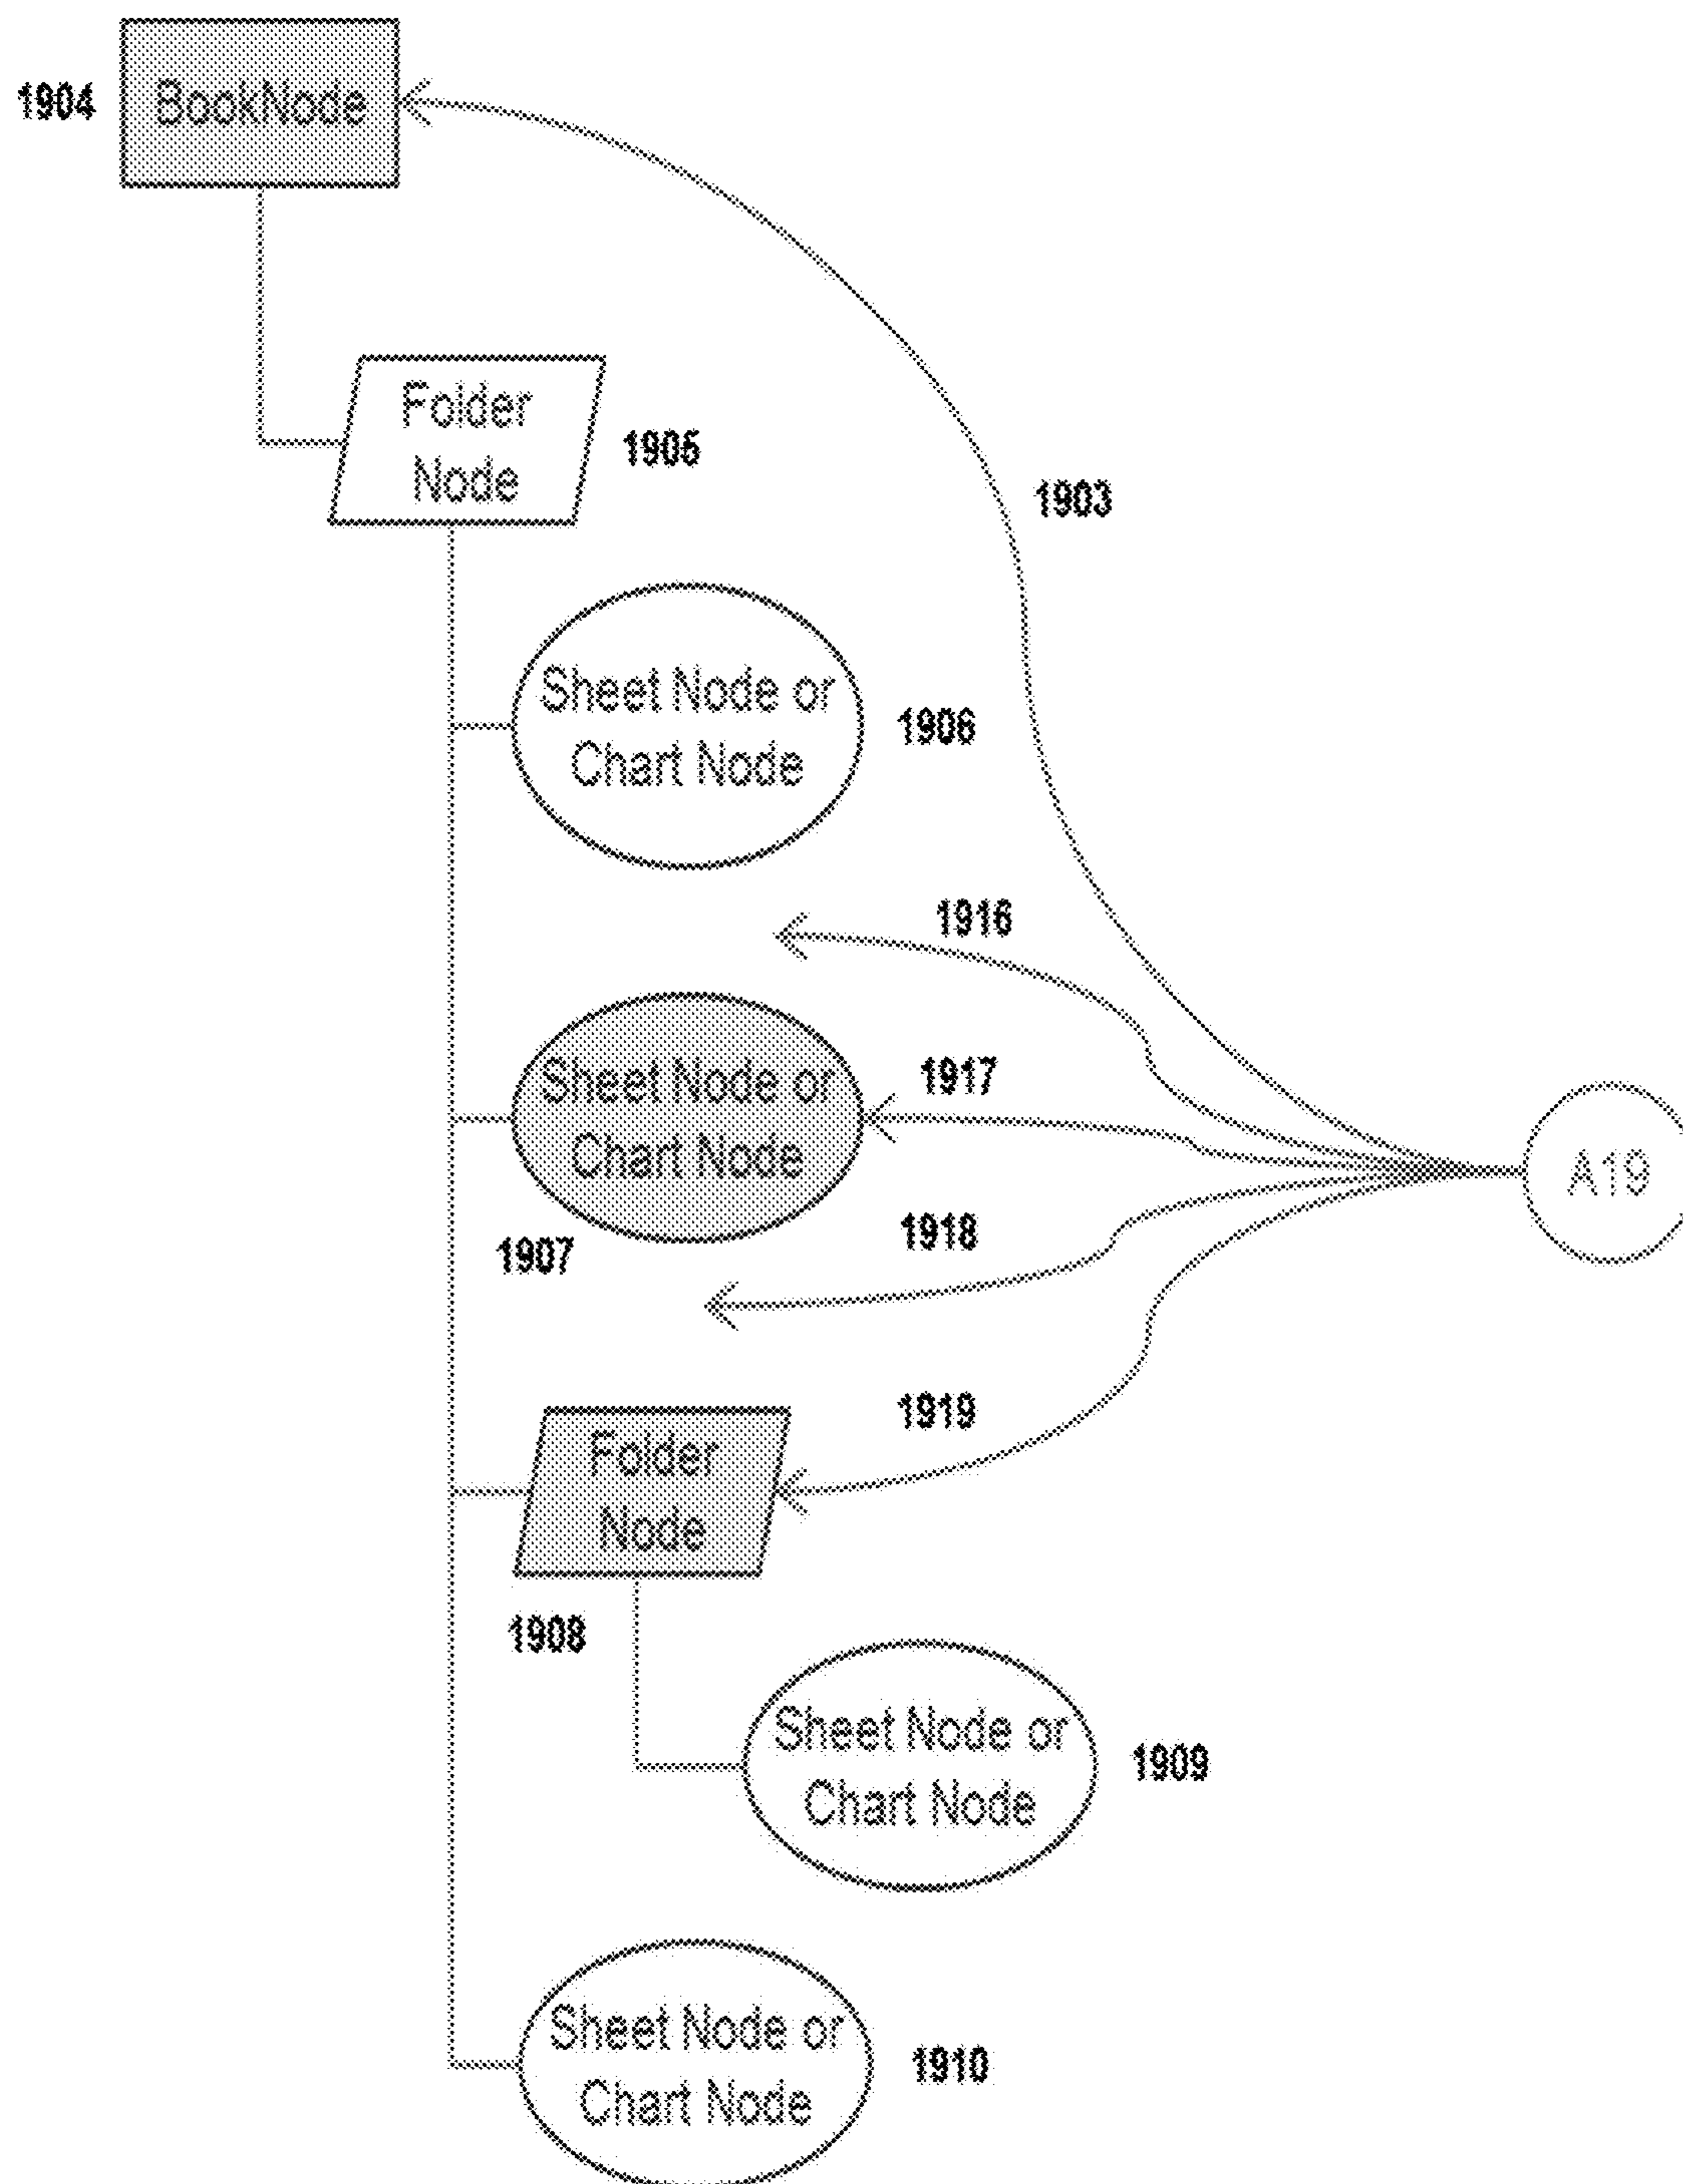 1904
BookNode
Folder
Node
1905
1903
Sheet Node or
Chart Node
1906
1916
Sheet Node or
Chart Node
1917
A19
1907
1918
1919
Folder
Node
1908
Sheet Node or
Chart Node
1909
Sheet Node or
Chart Node
1910